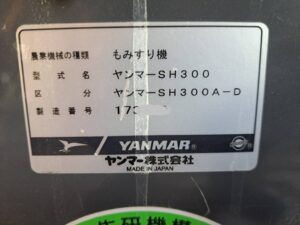 農業機械の種類 もみすり機
型式名 ヤンマーSH300
区分 ヤンマーSH300A-D
製造番号 173
YANMAR®
ヤンマー株式会社
MADE IN JAPAN